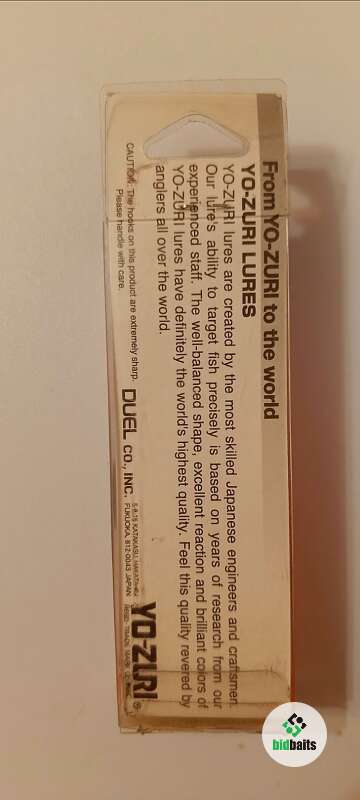 From YO-ZURI to the world
YO-ZURI LURES
YO-ZURI lures are created by the most skilled Japanese engineers and craftsmen.
Our lure's ability to target fish precisely is based on years of research from our
experienced staff. The well-balanced shape, excellent reaction and brilliant colors of
YO-ZURI lures have definitely the world's highest quality. Feel this quality revered by
anglers all over the world.
CAUTION: The hooks on this product are extremely sharp.
Please handle with care.
DUEL CO., INC.
FUKUOKA, 812-0043 JAPAN
YO-ZURI®
bidbaits